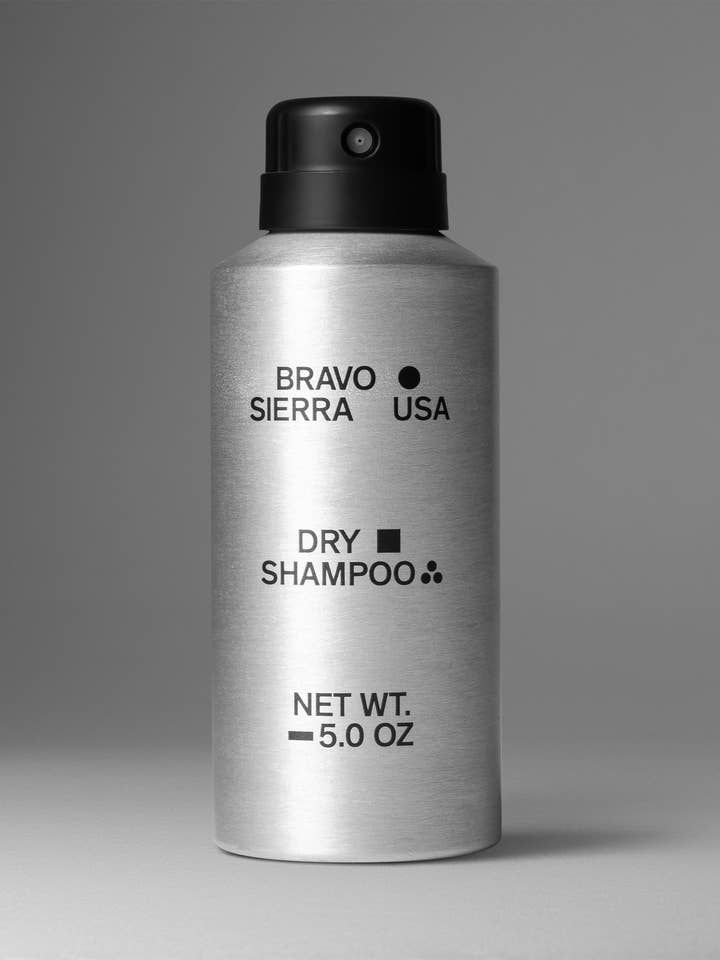 BRAVO
SIERRA USA
DRY
SHAMPOO
NET WT.
5.0 OZ